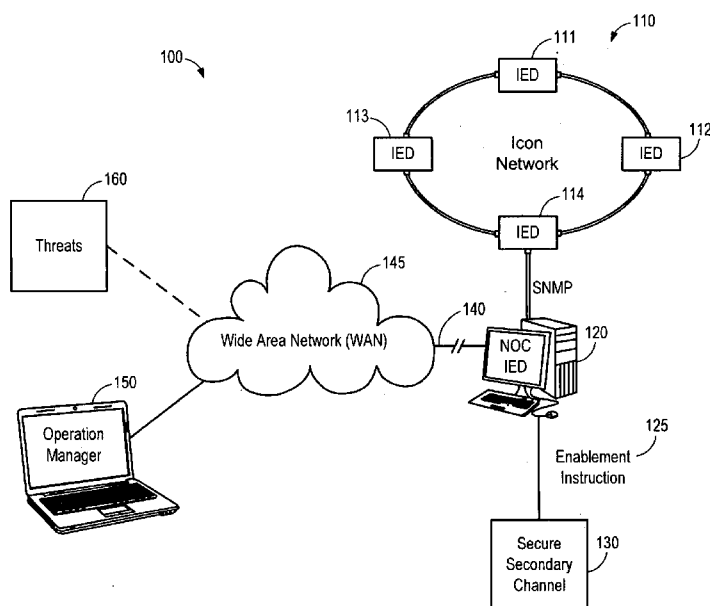 110
111
100
IED
113
112
IED
Icon
Network
IED
160
114
IED
Threats
145
SNMP
140
120
Wide Area Network (WAN)
NOC
IED
150
Operation
Manager
125
Enablement
Instruction
130
Secure
Secondary
Channel